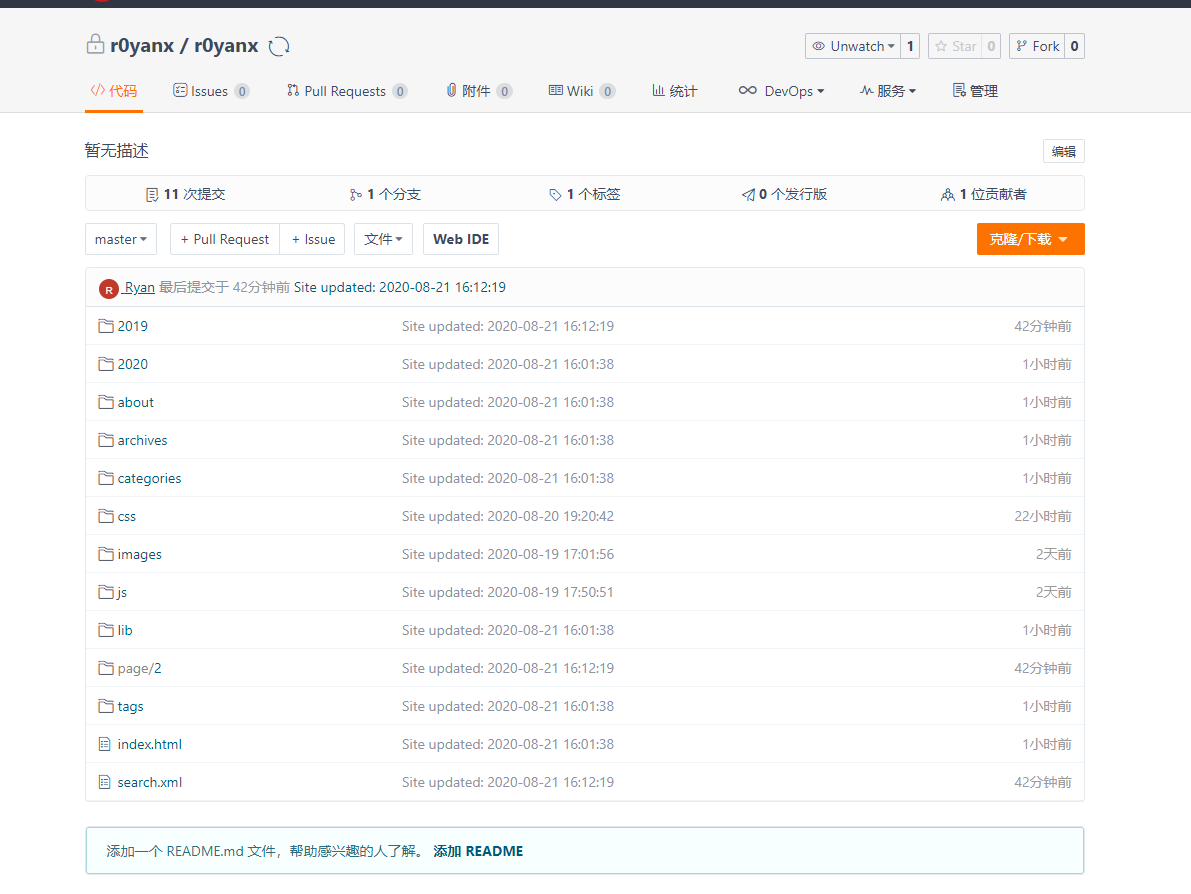 r0yanx / r0yanx Unwatch 1 Star 0 Fork 0
代码 Issues 0 Pull Requests 0 附件 0 Wiki 0 统计 DevOps 服务 管理
暂无描述 编辑
11 次提交 1 个分支 1 个标签 0 个发行版 1 位贡献者
master + Pull Request + Issue 文件 Web IDE 克隆/下载
R Ryan 最后提交于 42分钟前 Site updated: 2020-08-21 16:12:19
2019 Site updated: 2020-08-21 16:12:19 42分钟前
2020 Site updated: 2020-08-21 16:01:38 1小时前
about Site updated: 2020-08-21 16:01:38 1小时前
archives Site updated: 2020-08-21 16:01:38 1小时前
categories Site updated: 2020-08-21 16:01:38 1小时前
css Site updated: 2020-08-20 19:20:42 22小时前
images Site updated: 2020-08-19 17:01:56 2天前
js Site updated: 2020-08-19 17:50:51 2天前
lib Site updated: 2020-08-21 16:01:38 1小时前
page/2 Site updated: 2020-08-21 16:12:19 42分钟前
tags Site updated: 2020-08-21 16:01:38 1小时前
index.html Site updated: 2020-08-21 16:01:38 1小时前
search.xml Site updated: 2020-08-21 16:12:19 42分钟前
添加一个 README.md 文件，帮助感兴趣的人了解。 添加 README